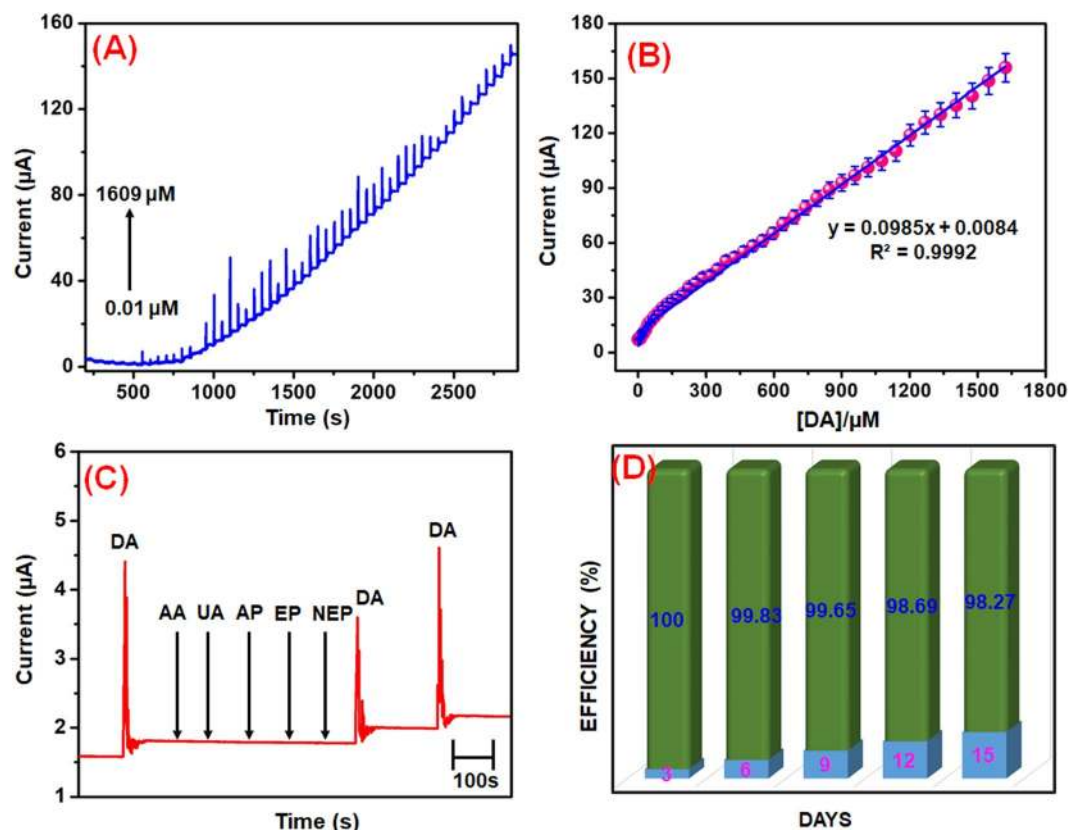 (A)
160
120
80
40
0
Current (µA)
1609 µM
0.01 µM
500 1000 1500 2000 2500
Time (s)
(B)
180
150
120
90
60
30
0
Current (µA)
y = 0.0985x + 0.0084
R² = 0.9992
0 300 600 900 1200 1500 1800
[DA]/µM
(C)
6
5
4
3
2
1
Current (µA)
DA
AA UA AP EP NEP
DA
DA
100s
Time (s)
(D)
EFFICIENCY (%)
100 99.83 99.65 98.69 98.27
3 6 9 12 15
DAYS